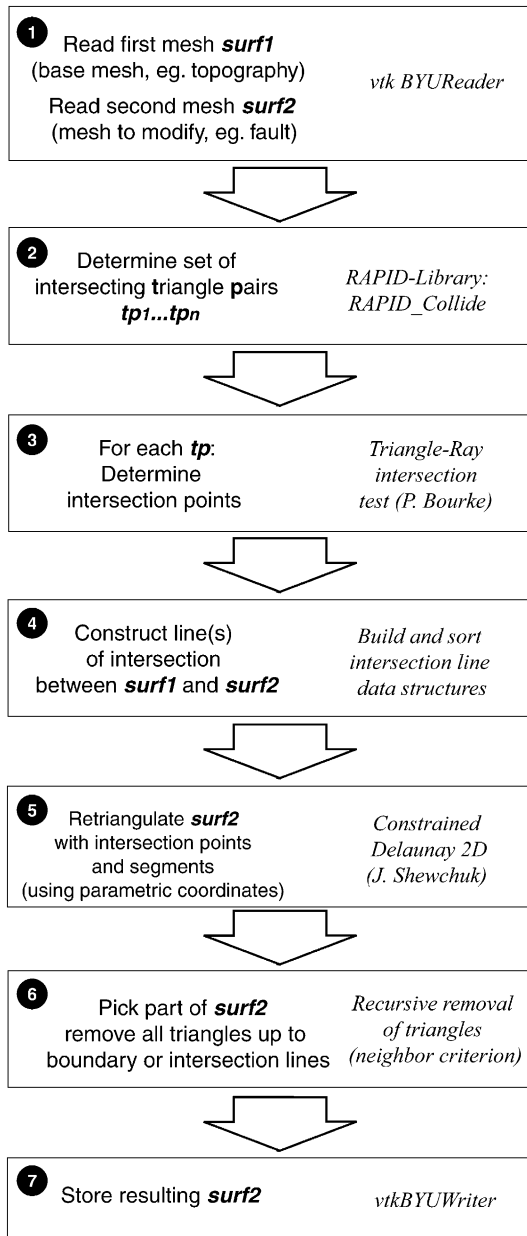 1
Read first mesh surf1
(base mesh, eg. topography)
Read second mesh surf2
(mesh to modify, eg. fault)
vtk BYUReader
2
Determine set of
intersecting triangle pairs
tp1...tpn
RAPID-Library:
RAPID_Collide
3
For each tp:
Determine
intersection points
Triangle-Ray
intersection
test (P. Bourke)
4
Construct line(s)
of intersection
between surf1 and surf2
Build and sort
intersection line
data structures
5
Retriangulate surf2
with intersection points
and segments
(using parametric coordinates)
Constrained
Delaunay 2D
(J. Shewchuk)
6
Pick part of surf2
remove all triangles up to
boundary or intersection lines
Recursive removal
of triangles
(neighbor criterion)
7
Store resulting surf2
vtkBYUWriter